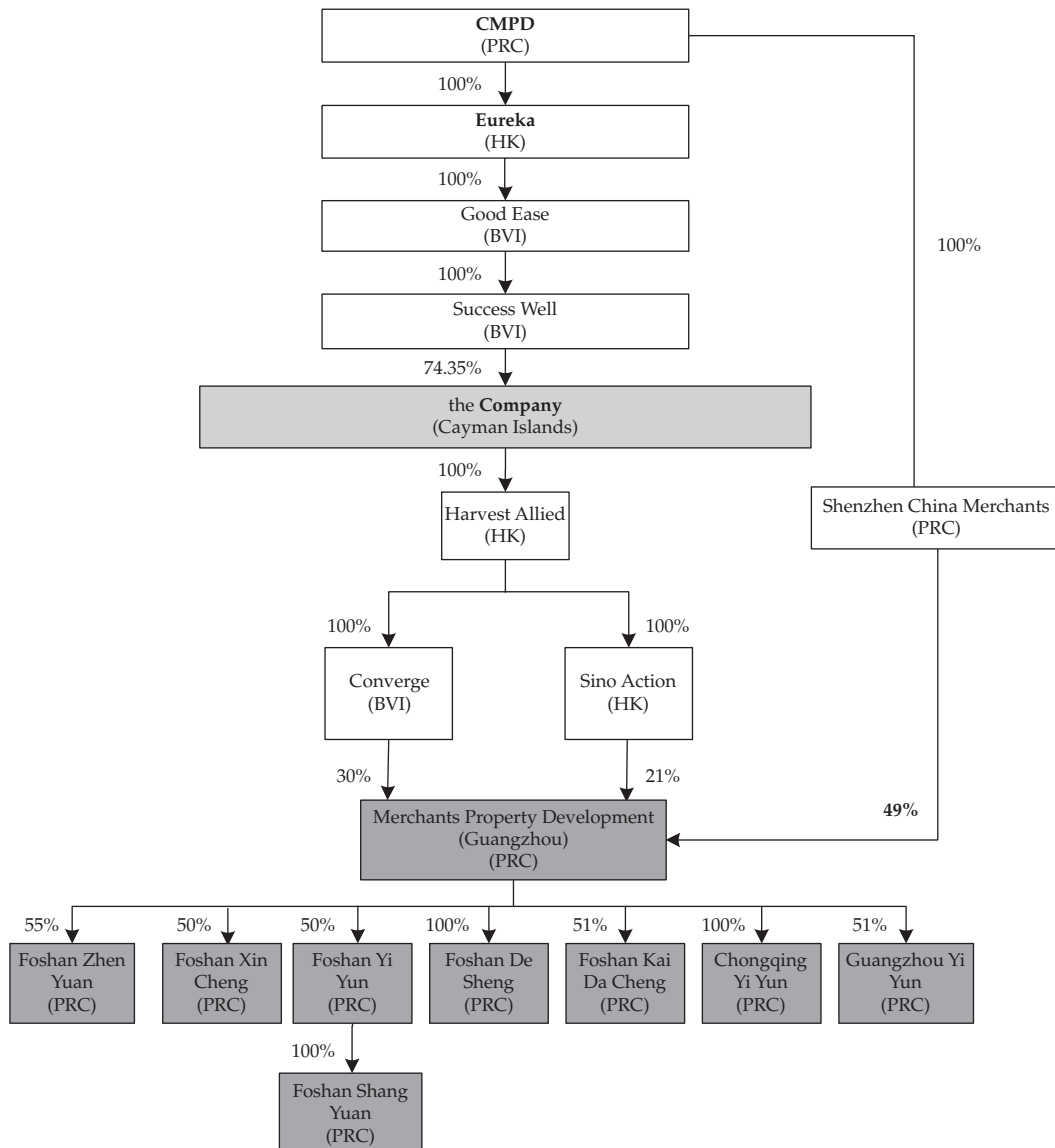 CMPD
(PRC)
100%
Eureka
(HK)
100%
Good Ease
(BVI)
100%
100%
Success Well
(BVI)
74.35%
the Company
(Cayman Islands)
100%
Harvest Allied
(HK)
Shenzhen China Merchants
(PRC)
100%
100%
Converge
(BVI)
Sino Action
(HK)
30%
21%
49%
Merchants Property Development
(Guangzhou)
(PRC)
55%
50%
50%
100%
51%
100%
51%
Foshan Zhen
Yuan
(PRC)
Foshan Xin
Cheng
(PRC)
Foshan Yi
Yun
(PRC)
Foshan De
Sheng
(PRC)
Foshan Kai
Da Cheng
(PRC)
Chongqing
Yi Yun
(PRC)
Guangzhou Yi
Yun
(PRC)
100%
Foshan Shang
Yuan
(PRC)